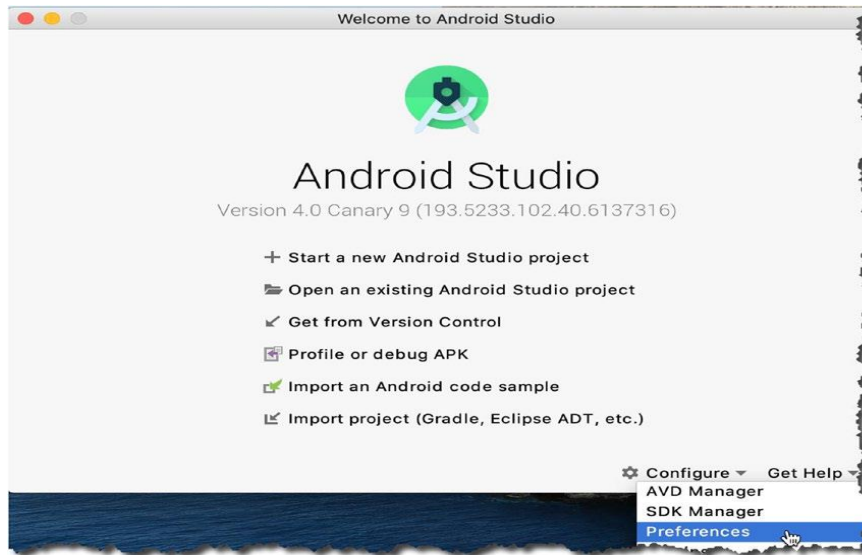 Welcome to Android Studio
Android Studio
Version 4.0 Canary 9 (193.5233.102.40.6137316)
Start a new Android Studio project
Open an existing Android Studio project
Get from Version Control
Profile or debug APK
Import an Android code sample
Import project (Gradle, Eclipse ADT, etc.)
Configure Get Help
AVD Manager
SDK Manager
Preferences